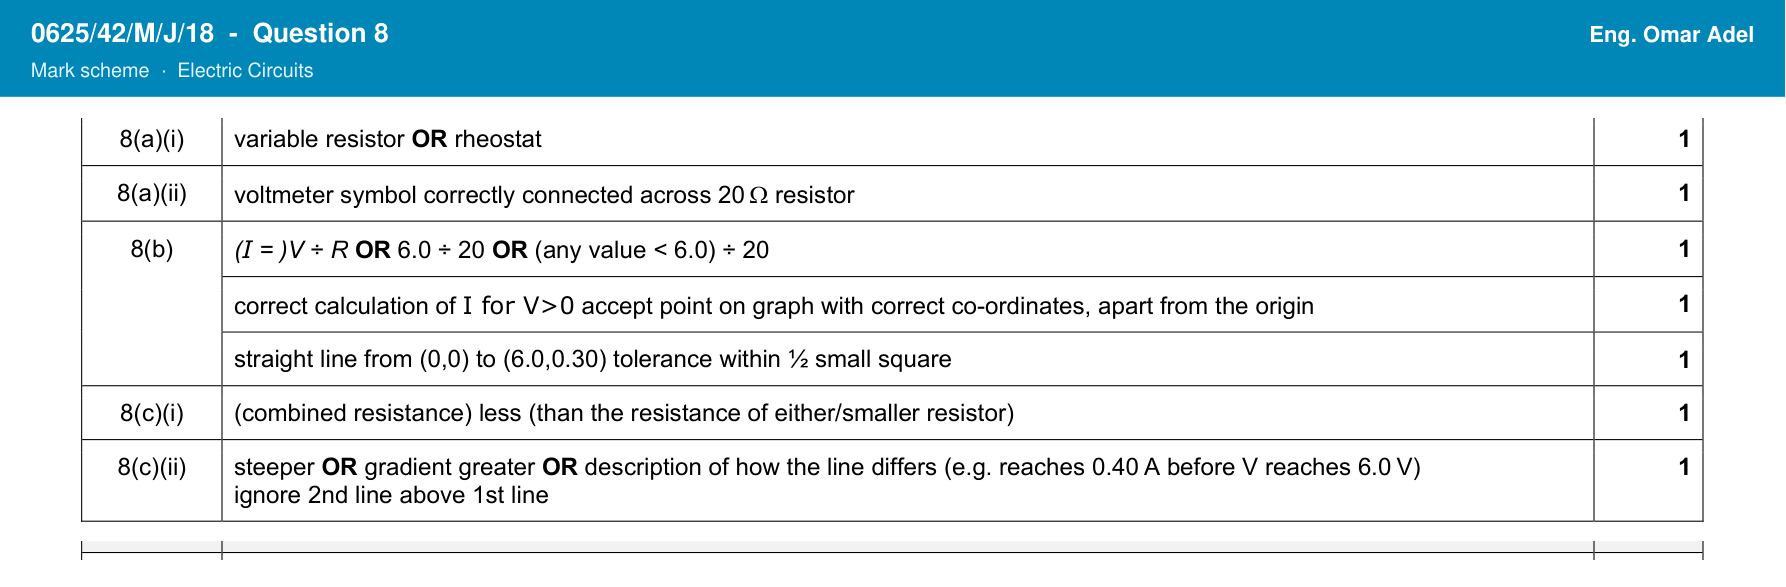 0625/42/M/J/18 - Question 8
Eng. Omar Adel
Mark scheme · Electric Circuits
8(a)(i) variable resistor OR rheostat 1
8(a)(ii) voltmeter symbol correctly connected across 20 Ω resistor 1
8(b) (I = )V ÷ R OR 6.0 ÷ 20 OR (any value < 6.0) ÷ 20 1
correct calculation of I for V>0 accept point on graph with correct co-ordinates, apart from the origin 1
straight line from (0,0) to (6.0,0.30) tolerance within ½ small square 1
8(c)(i) (combined resistance) less (than the resistance of either/smaller resistor) 1
8(c)(ii) steeper OR gradient greater OR description of how the line differs (e.g. reaches 0.40 A before V reaches 6.0 V) 1
ignore 2nd line above 1st line